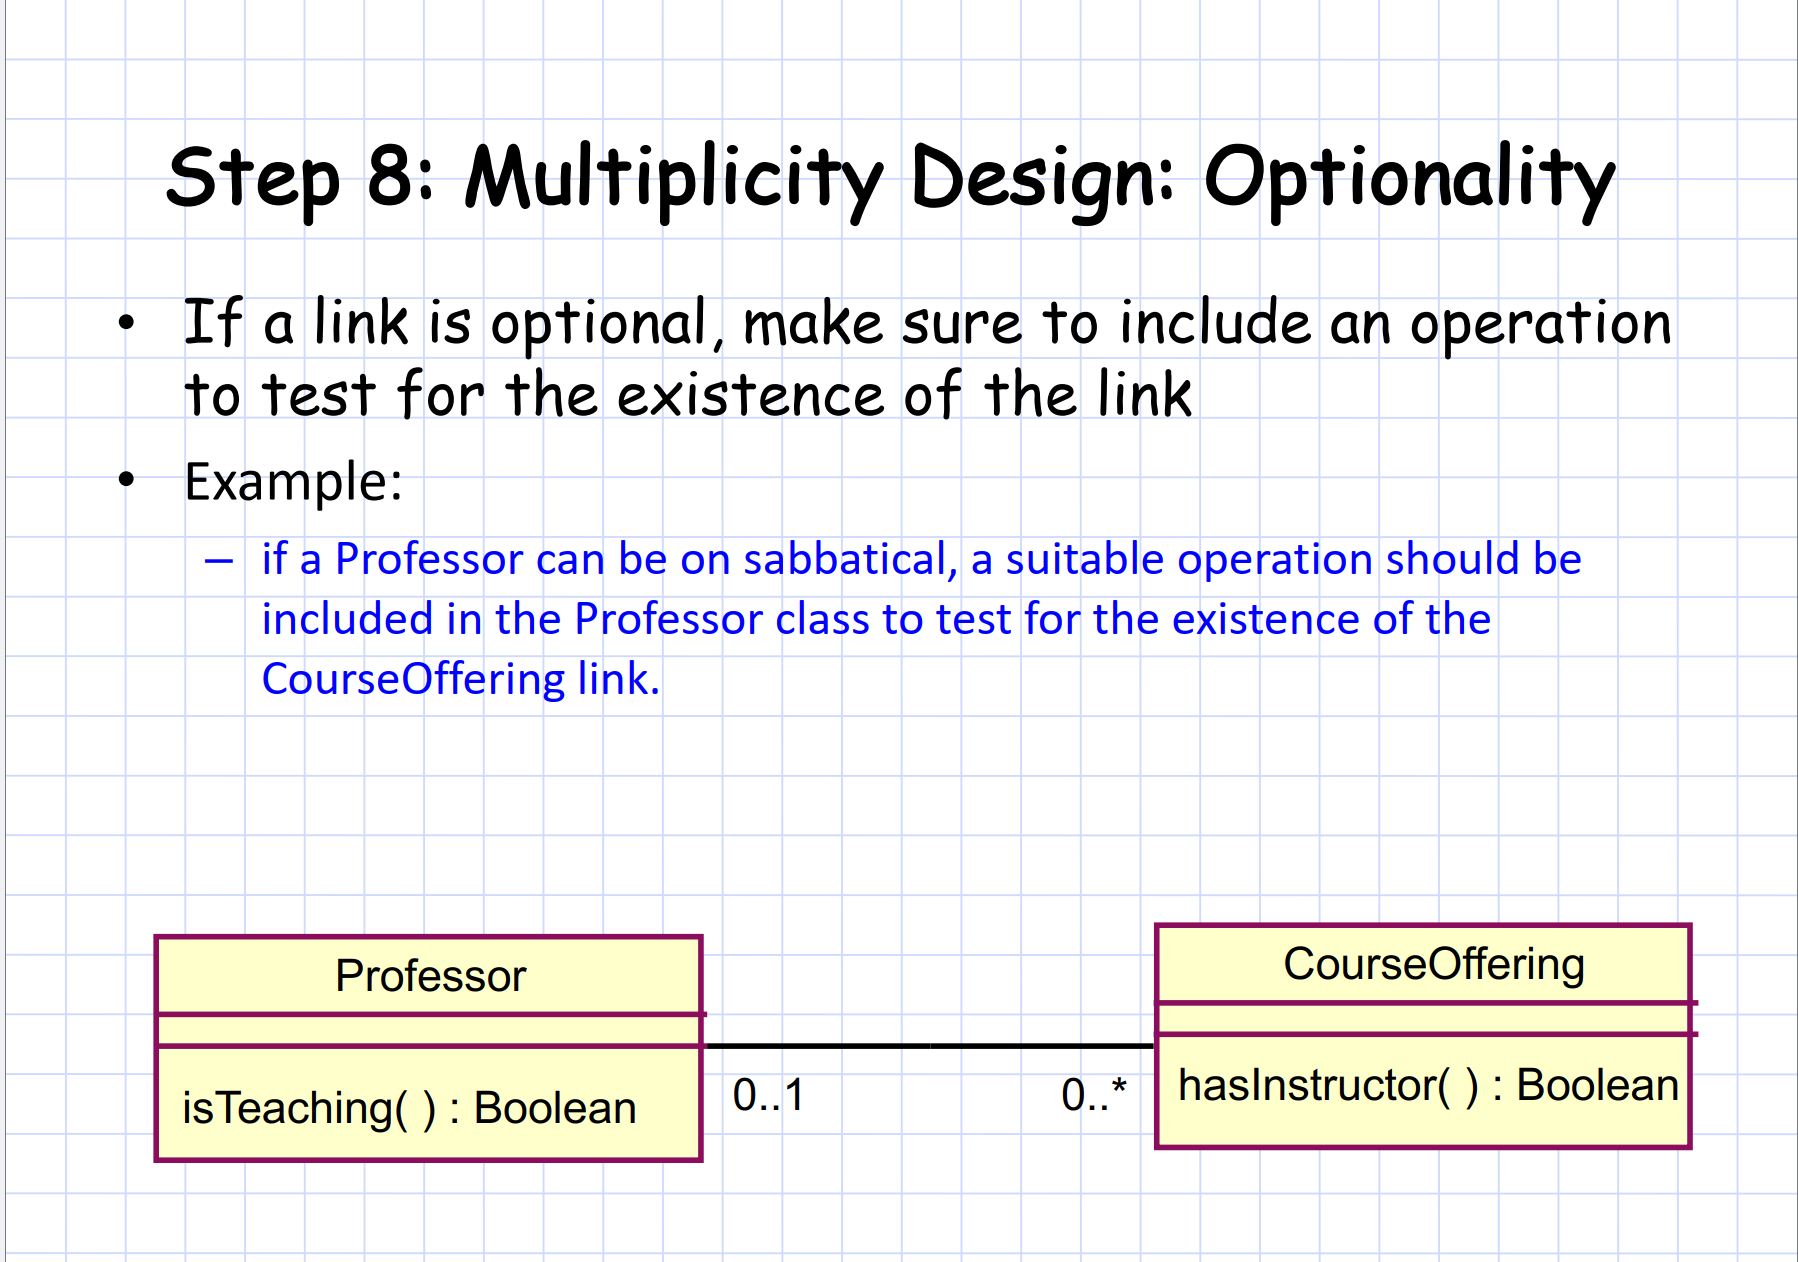 Step 8: Multiplicity Design: Optionality
• If a link is optional, make sure to include an operation
to test for the existence of the link
• Example:
– if a Professor can be on sabbatical, a suitable operation should be
included in the Professor class to test for the existence of the
CourseOffering link.
Professor
isTeaching( ) : Boolean
0..1
0..*
CourseOffering
hasInstructor( ) : Boolean